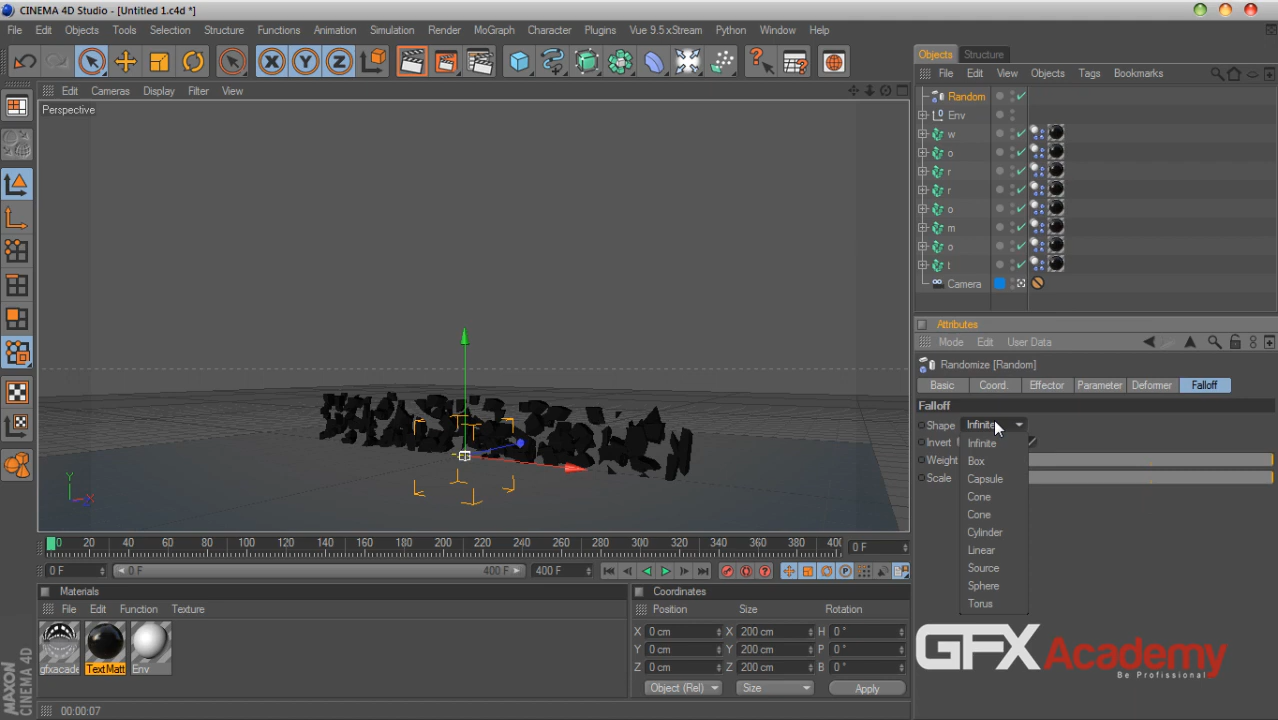 CINEMA 4D Studio - [Untitled 1.c4d *]
File Edit Objects Tools Selection Structure Functions Animation Simulation Render MoGraph Character Plugins Vue 9.5 xStream Python Window Help
Objects Structure
File Edit View Objects Tags Bookmarks
Edit Cameras Display Filter View
Perspective
Random
Env
w
o
r
r
o
m
o
t
Camera
Attributes
Mode Edit User Data
Randomize [Random]
Basic Coord. Effector Parameter Deformer Falloff
Falloff
Shape Infinite
Invert
Weight
Scale
Infinite
Box
Capsule
Cone
Cone
Cylinder
Linear
Source
Sphere
Torus
Y
X
0 20 40 60 80 100 120 140 160 180 200 220 240 260 280 300 320 340 360 380 40( 0 F
0 F 0 F 400 F 400 F
Materials
File Edit Function Texture
gfxacade TextMatt Env
Coordinates
Position Size Rotation
X 0 cm X 200 cm H 0 °
Y 0 cm Y 200 cm P 0 °
Z 0 cm Z 200 cm B 0 °
Object (Rel) Size Apply
MAXON
CINEMA 4D
00:00:07
GFX Academy
Be Profissional